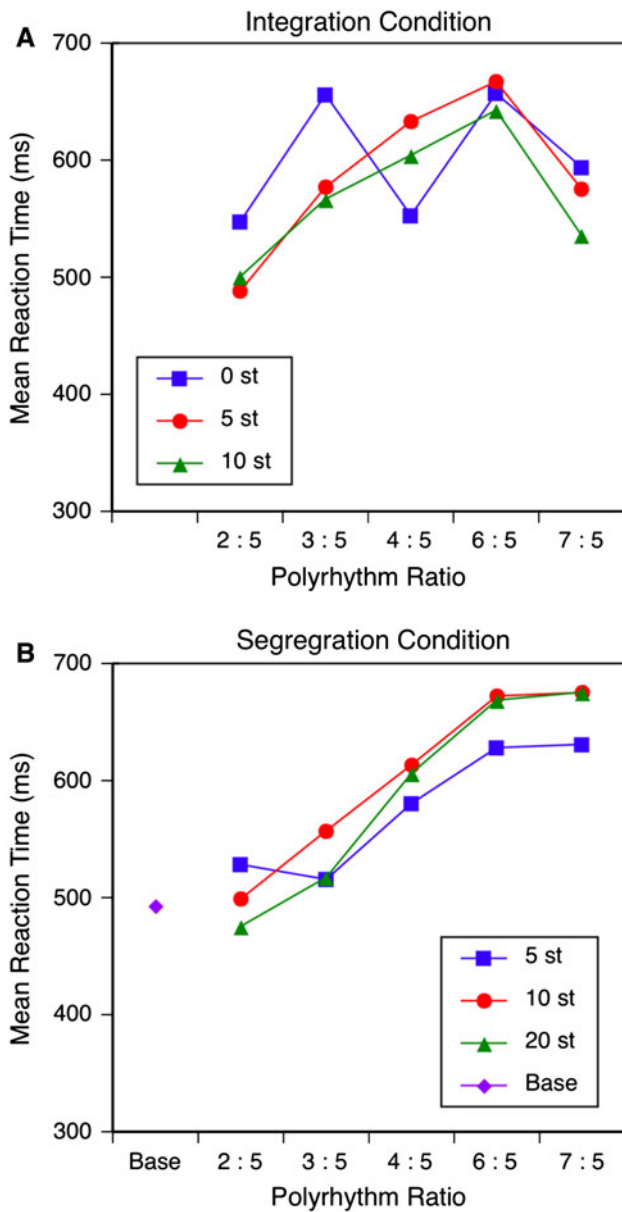 A
Integration Condition
700
600
500
400
300
Mean Reaction Time (ms)
0 st
5 st
10 st
2 : 5 3 : 5 4 : 5 6 : 5 7 : 5
Polyrhythm Ratio
B
Segregration Condition
700
600
500
400
300
Mean Reaction Time (ms)
5 st
10 st
20 st
Base
Base 2 : 5 3 : 5 4 : 5 6 : 5 7 : 5
Polyrhythm Ratio